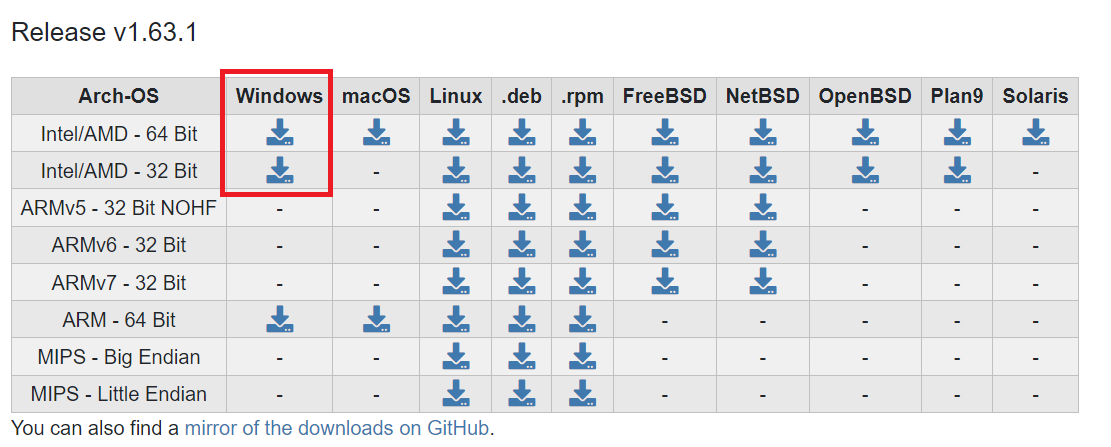 Release v1.63.1
Arch-OS Windows macOS Linux .deb .rpm FreeBSD NetBSD OpenBSD Plan9 Solaris
Intel/AMD - 64 Bit
Intel/AMD - 32 Bit - -
ARMv5 - 32 Bit NOHF - - - - -
ARMv6 - 32 Bit - - - - -
ARMv7 - 32 Bit - - - - -
ARM - 64 Bit - - - - -
MIPS - Big Endian - - - - - - -
MIPS - Little Endian - - - - - - -
You can also find a mirror of the downloads on GitHub.